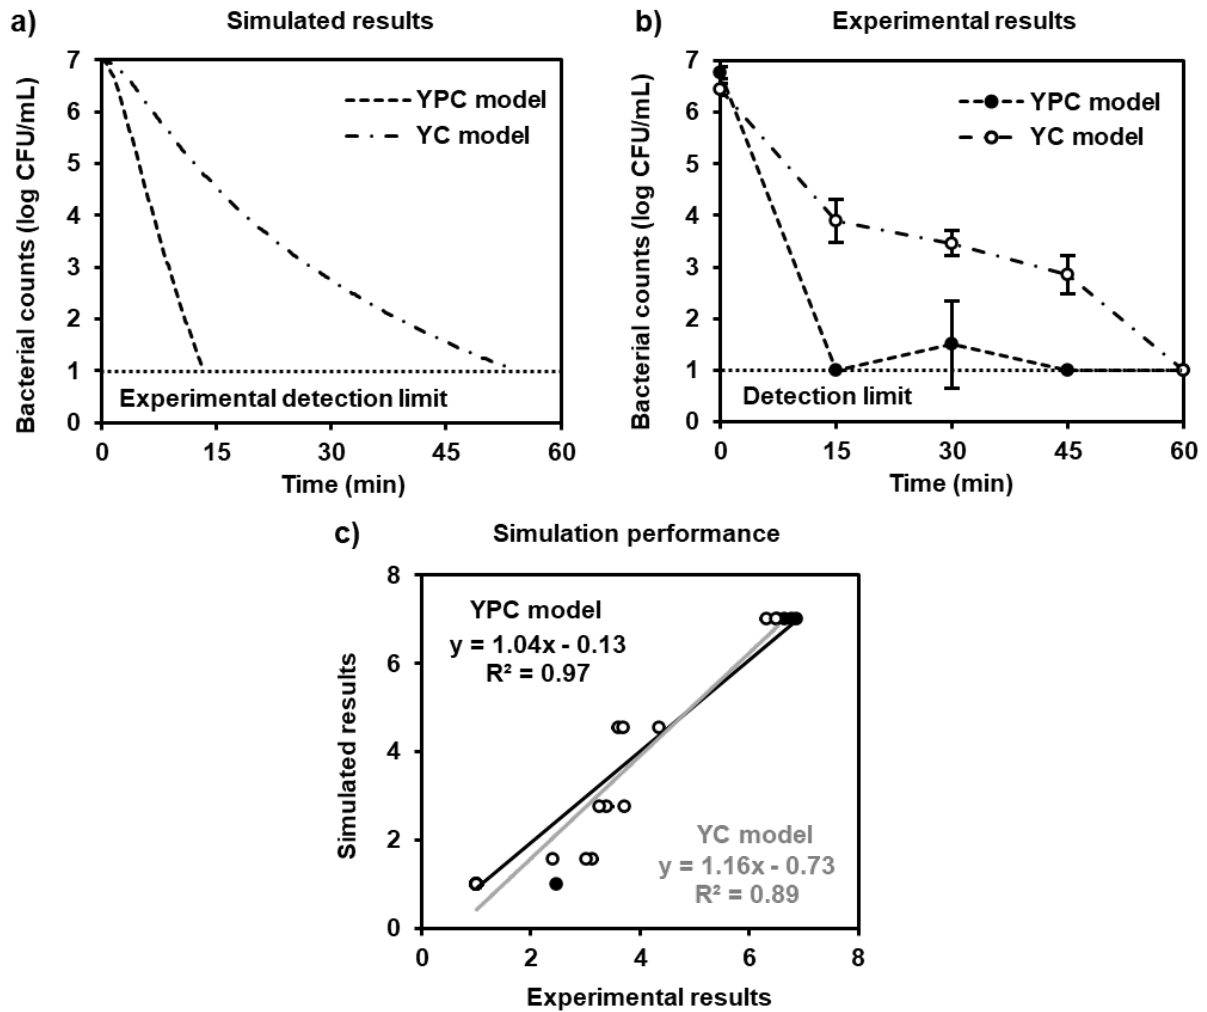 a)
Simulated results
Bacterial counts (log CFU/mL)
7
6
5
4
3
2
1
0
YPC model
YC model
Experimental detection limit
0 15 30 45 60
Time (min)
b)
Experimental results
Bacterial counts (log CFU/mL)
7
6
5
4
3
2
1
0
YPC model
YC model
Detection limit
0 15 30 45 60
Time (min)
c)
Simulation performance
Simulated results
8
6
4
2
0
YPC model
y = 1.04x - 0.13
R² = 0.97
YC model
y = 1.16x - 0.73
R² = 0.89
0 2 4 6 8
Experimental results